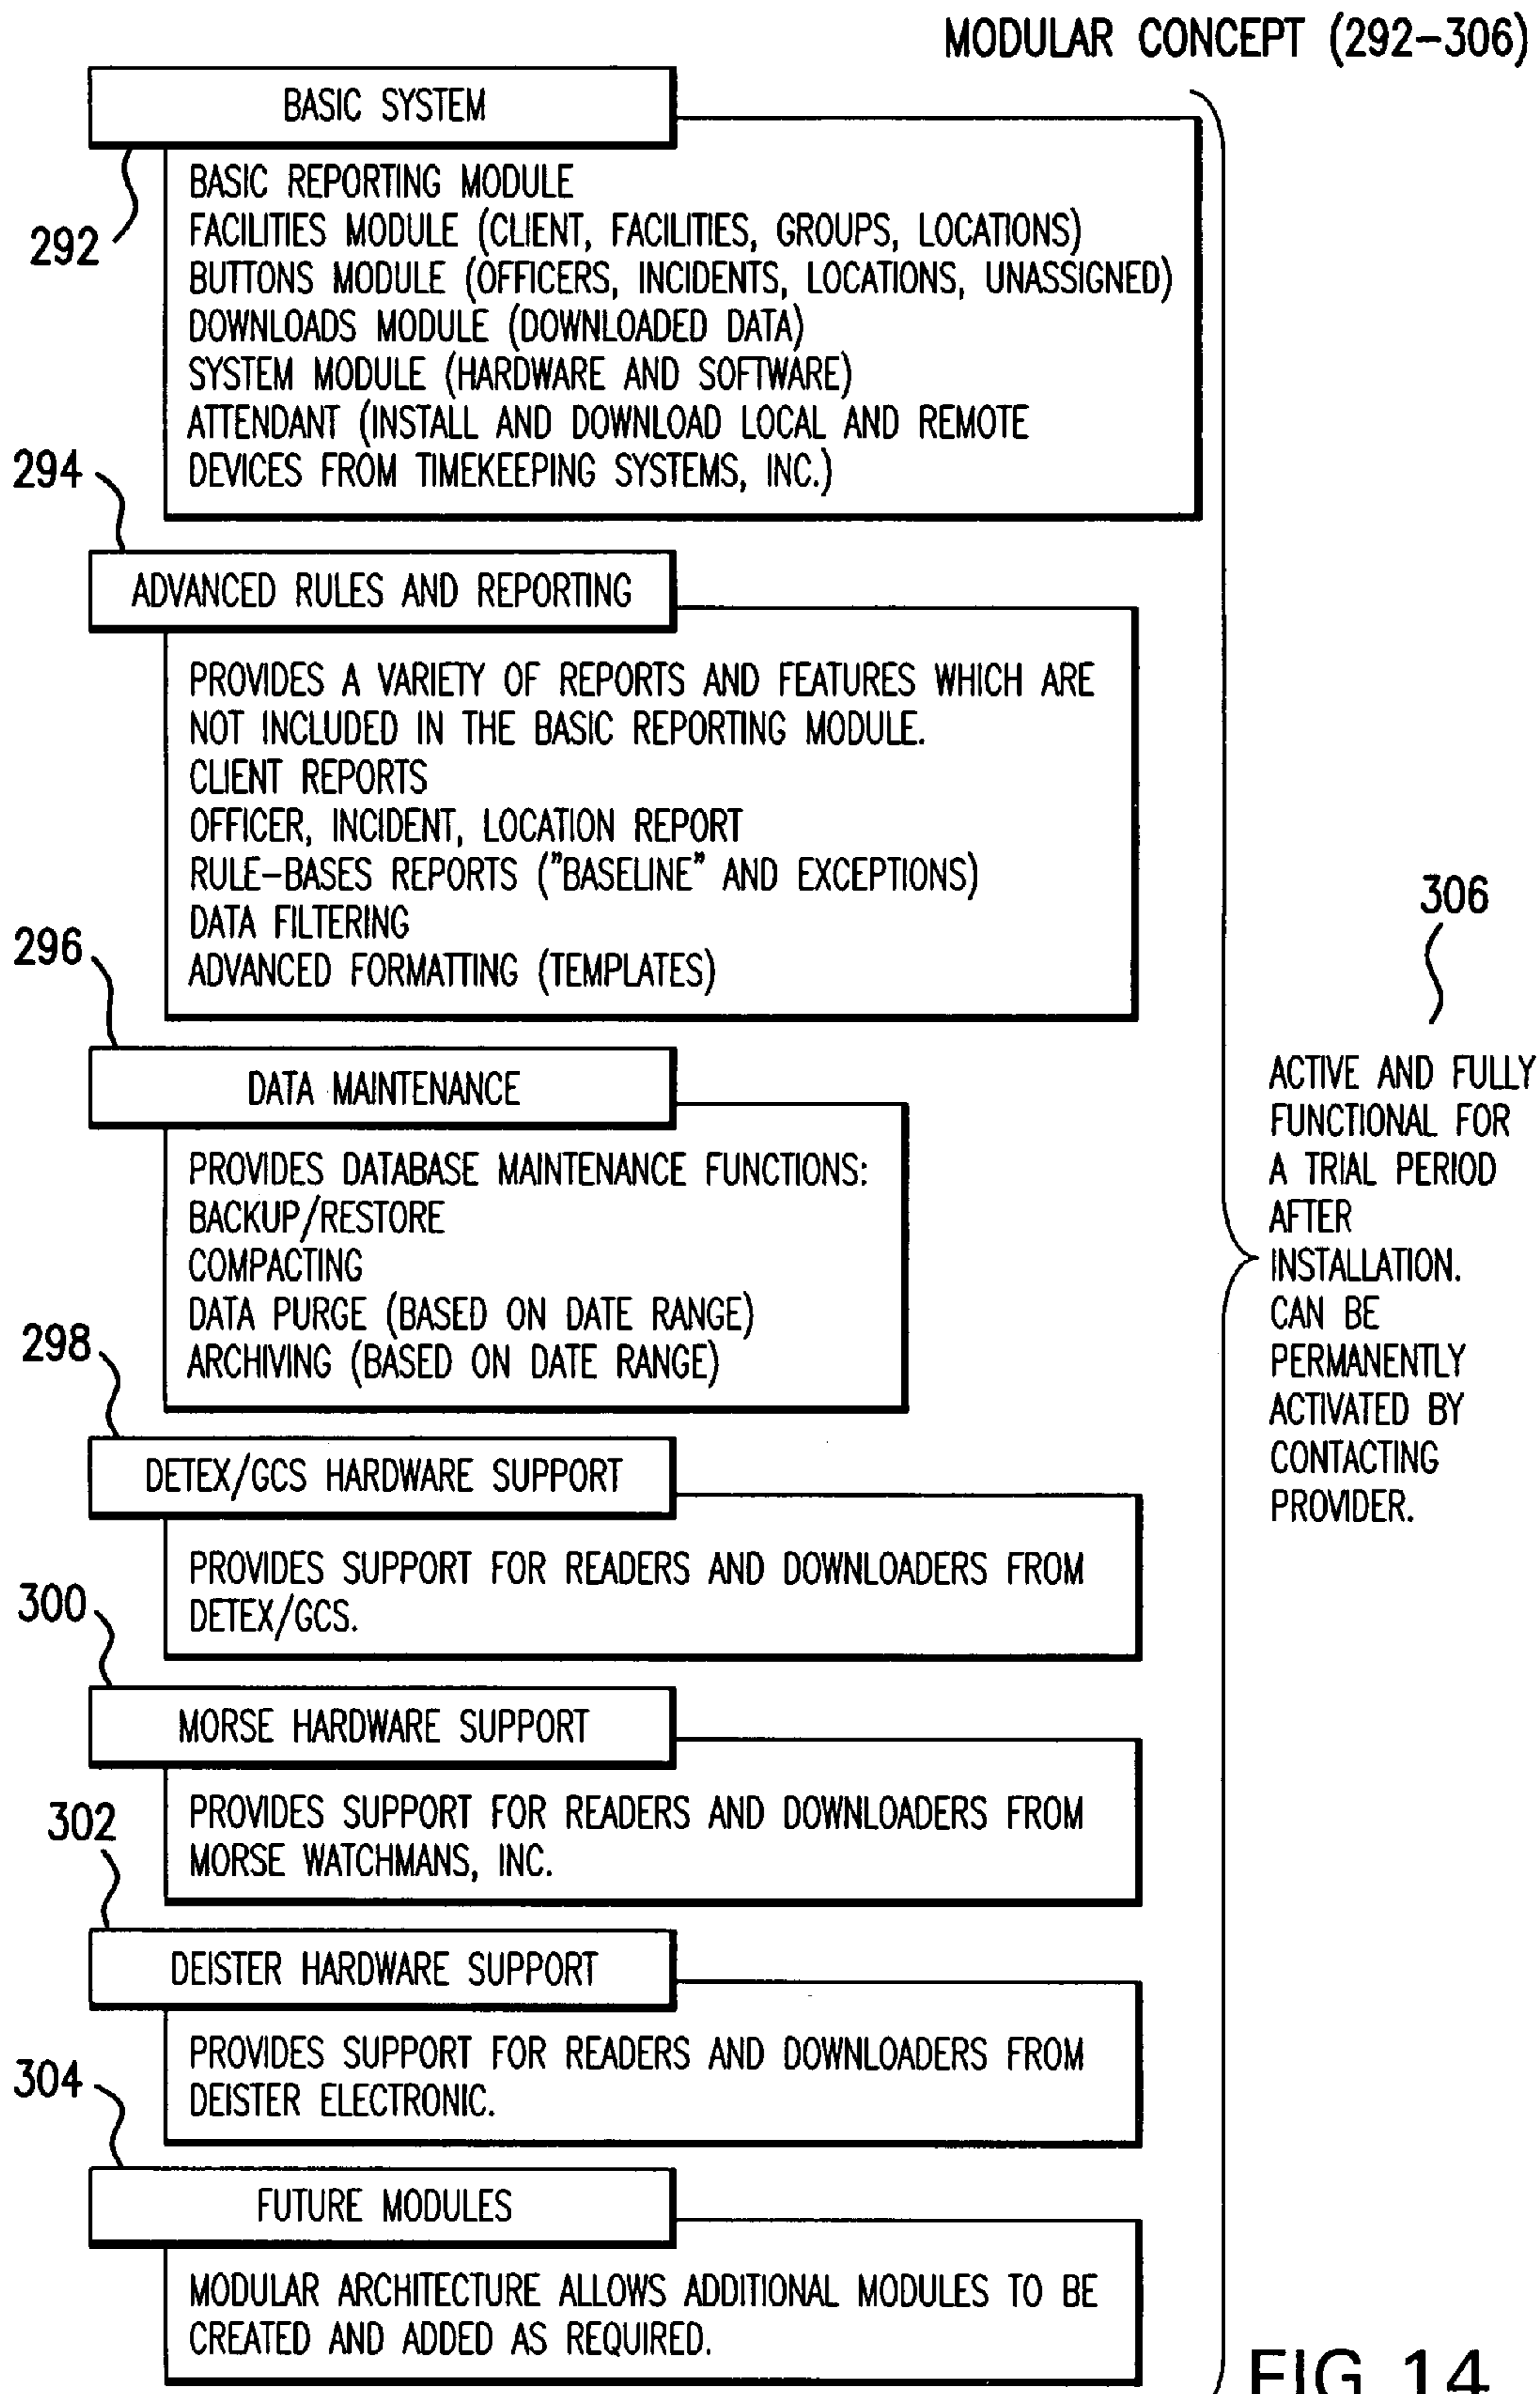 MODULAR CONCEPT (292-306)
BASIC SYSTEM
292
BASIC REPORTING MODULE
FACILITIES MODULE (CLIENT, FACILITIES, GROUPS, LOCATIONS)
BUTTONS MODULE (OFFICERS, INCIDENTS, LOCATIONS, UNASSIGNED)
DOWNLOADS MODULE (DOWNLOADED DATA)
SYSTEM MODULE (HARDWARE AND SOFTWARE)
ATTENDANT (INSTALL AND DOWNLOAD LOCAL AND REMOTE
DEVICES FROM TIMEKEEPING SYSTEMS, INC.)
294
ADVANCED RULES AND REPORTING
PROVIDES A VARIETY OF REPORTS AND FEATURES WHICH ARE
NOT INCLUDED IN THE BASIC REPORTING MODULE.
CLIENT REPORTS
OFFICER, INCIDENT, LOCATION REPORT
RULE-BASES REPORTS ("BASELINE" AND EXCEPTIONS)
DATA FILTERING
ADVANCED FORMATTING (TEMPLATES)
296
DATA MAINTENANCE
PROVIDES DATABASE MAINTENANCE FUNCTIONS:
BACKUP/RESTORE
COMPACTING
DATA PURGE (BASED ON DATE RANGE)
ARCHIVING (BASED ON DATE RANGE)
298
DETEX/GCS HARDWARE SUPPORT
PROVIDES SUPPORT FOR READERS AND DOWNLOADERS FROM
DETEX/GCS.
300
MORSE HARDWARE SUPPORT
PROVIDES SUPPORT FOR READERS AND DOWNLOADERS FROM
MORSE WATCHMANS, INC.
302
DEISTER HARDWARE SUPPORT
PROVIDES SUPPORT FOR READERS AND DOWNLOADERS FROM
DEISTER ELECTRONIC.
304
FUTURE MODULES
MODULAR ARCHITECTURE ALLOWS ADDITIONAL MODULES TO BE
CREATED AND ADDED AS REQUIRED.
306
ACTIVE AND FULLY
FUNCTIONAL FOR
A TRIAL PERIOD
AFTER
INSTALLATION.
CAN BE
PERMANENTLY
ACTIVATED BY
CONTACTING
PROVIDER.
FIG 14